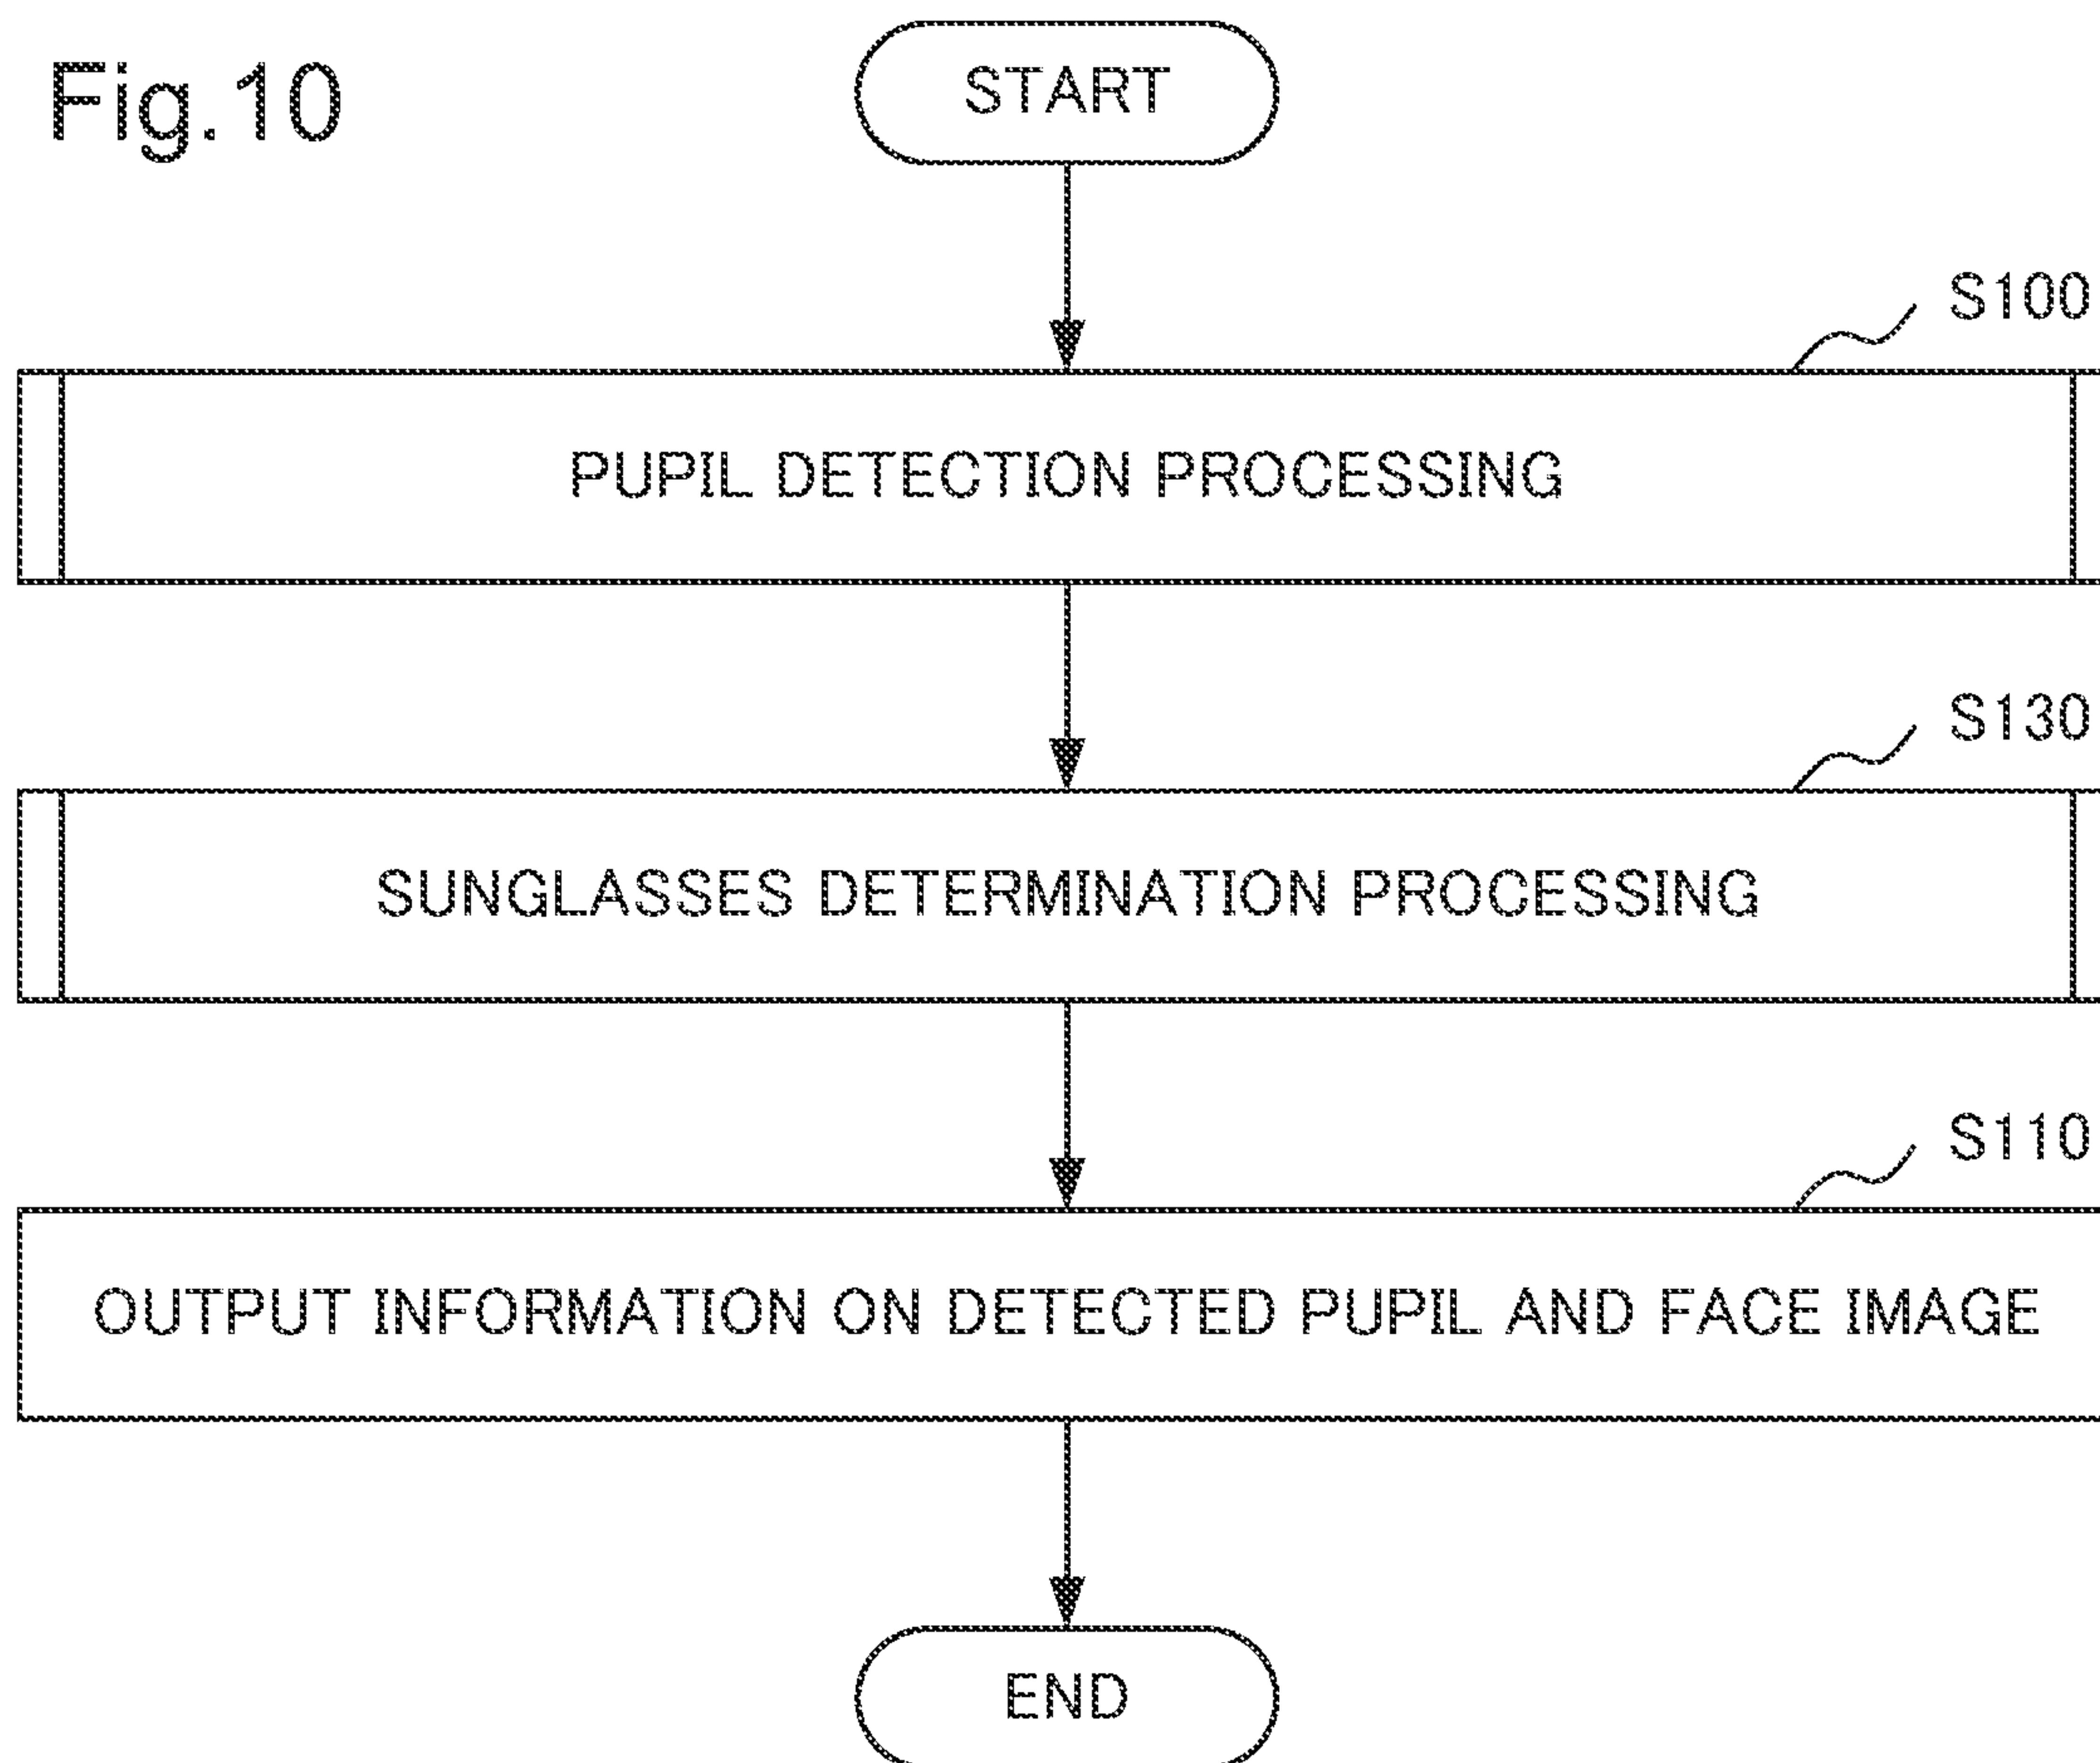 Fig.10
START
S100
PUPIL DETECTION PROCESSING
S130
SUNGLASSES DETERMINATION PROCESSING
S110
OUTPUT INFORMATION ON DETECTED PUPIL AND FACE IMAGE
END